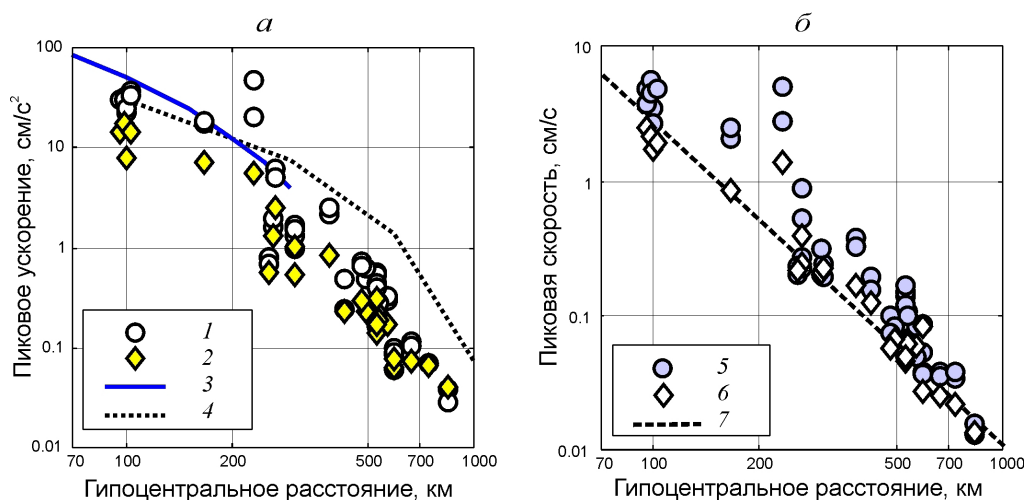 а
Пиковое ускорение, см/с²
100
10
1
0.1
0.01
1
2
3
4
70 100 200 500 700 1000
Гипоцентральное расстояние, км
б
Пиковая скорость, см/с
10
1
0.1
0.01
5
6
7
70 100 200 500 700 1000
Гипоцентральное расстояние, км